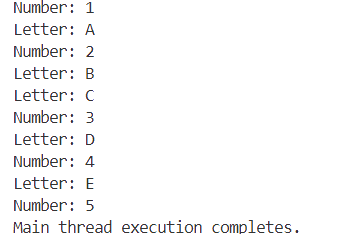 Number: 1
Letter: A
Number: 2
Letter: B
Letter: C
Number: 3
Letter: D
Number: 4
Letter: E
Number: 5
Main thread execution completes.